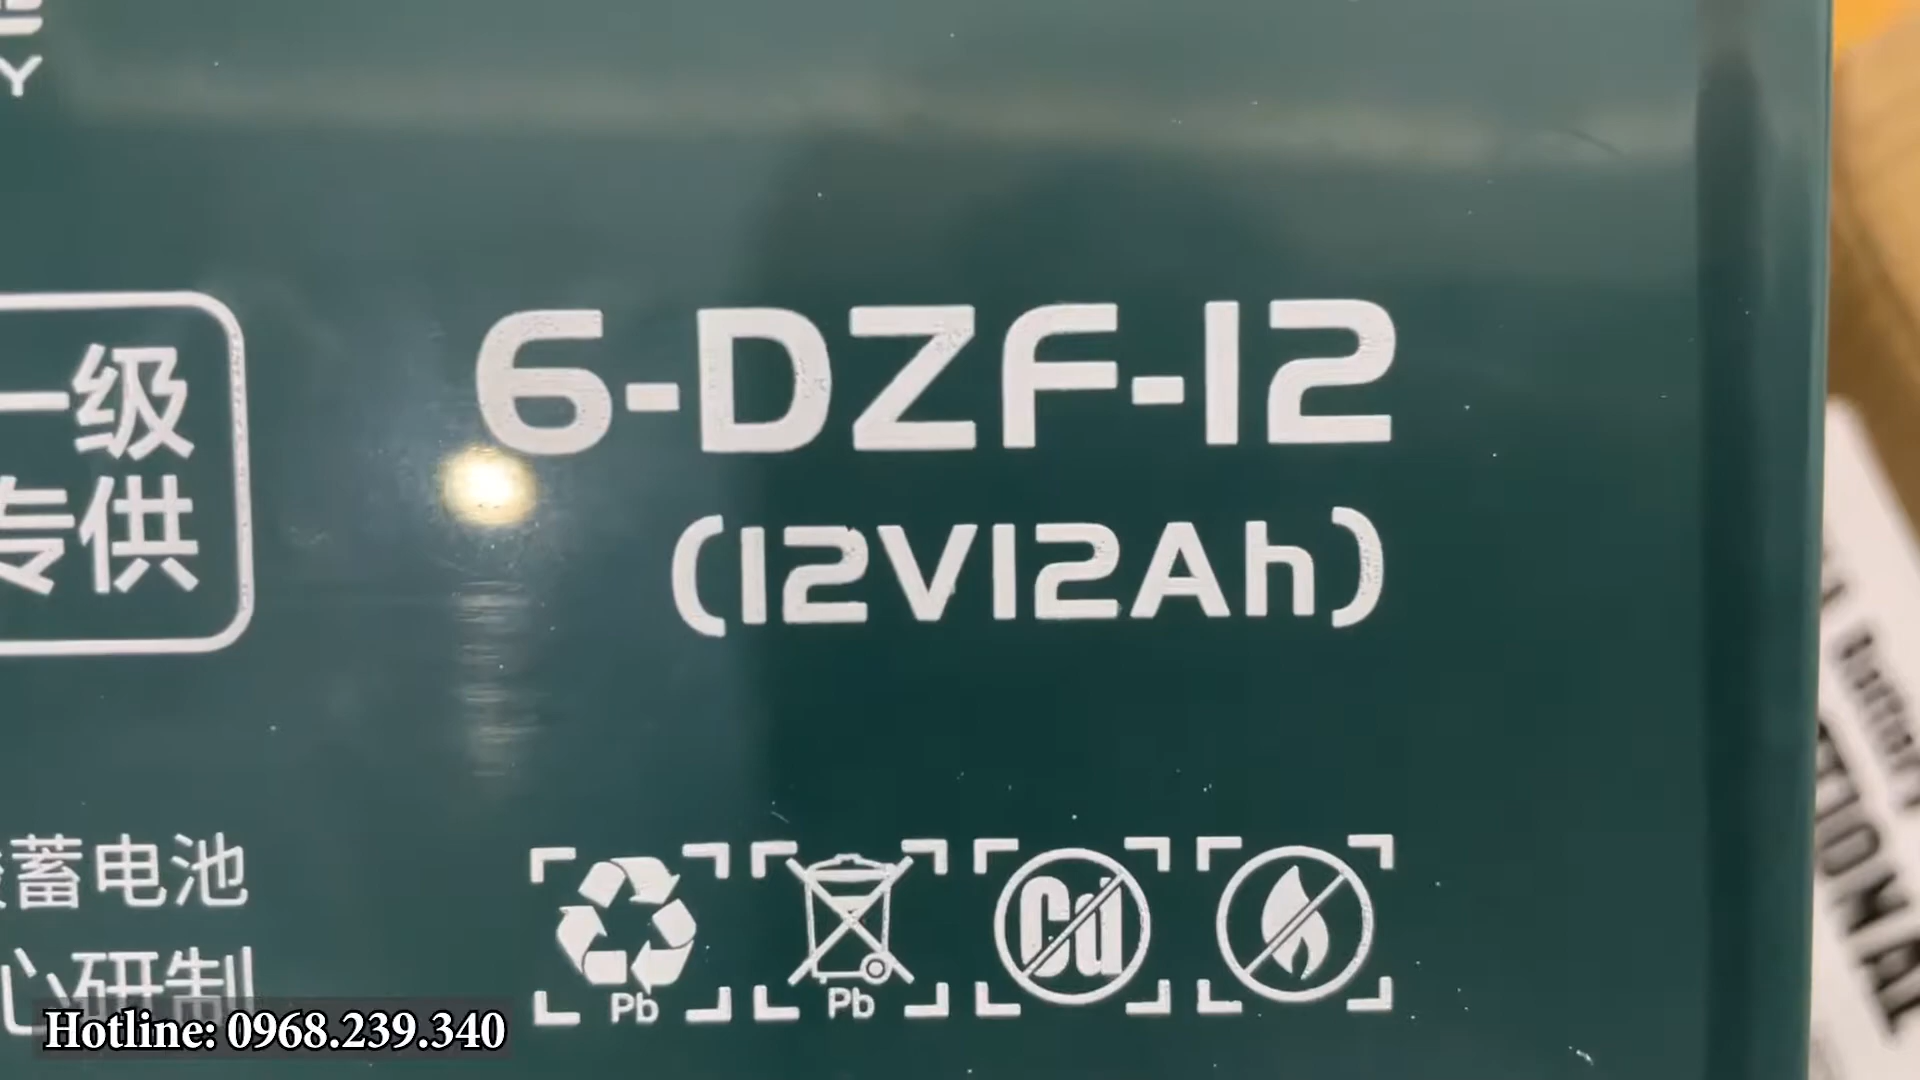 Y
6-DZF-12
一级
专供
(12V12Ah)
蓄电池
心研制
Pb
Pb
Cd
Hotline: 0968.239.340